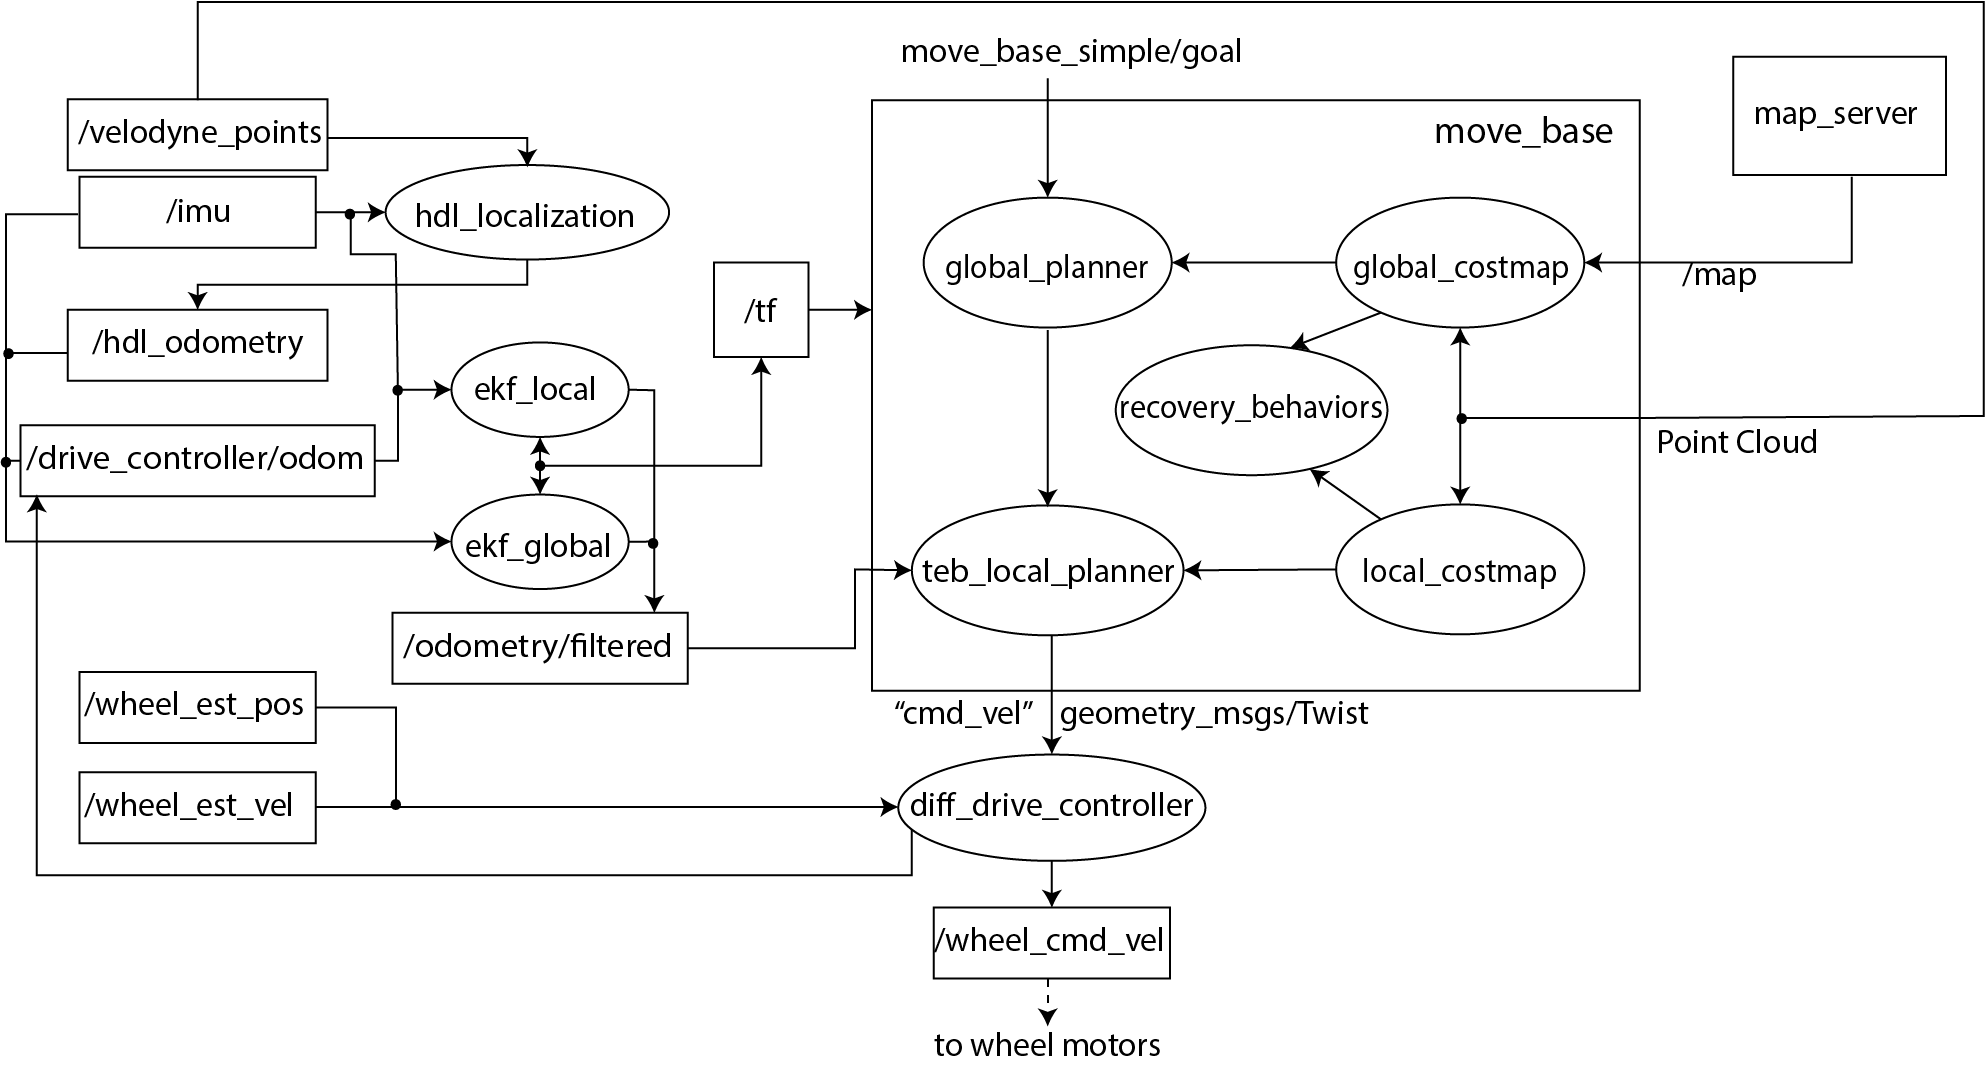 move_base_simple/goal
/velodyne_points
move_base
map_server
/imu
hdl_localization
global_planner
global_costmap
/map
/tf
/hdl_odometry
ekf_local
recovery_behaviors
Point Cloud
/drive_controller/odom
ekf_global
teb_local_planner
local_costmap
/odometry/filtered
/wheel_est_pos
“cmd_vel” geometry_msgs/Twist
/wheel_est_vel
diff_drive_controller
/wheel_cmd_vel
to wheel motors